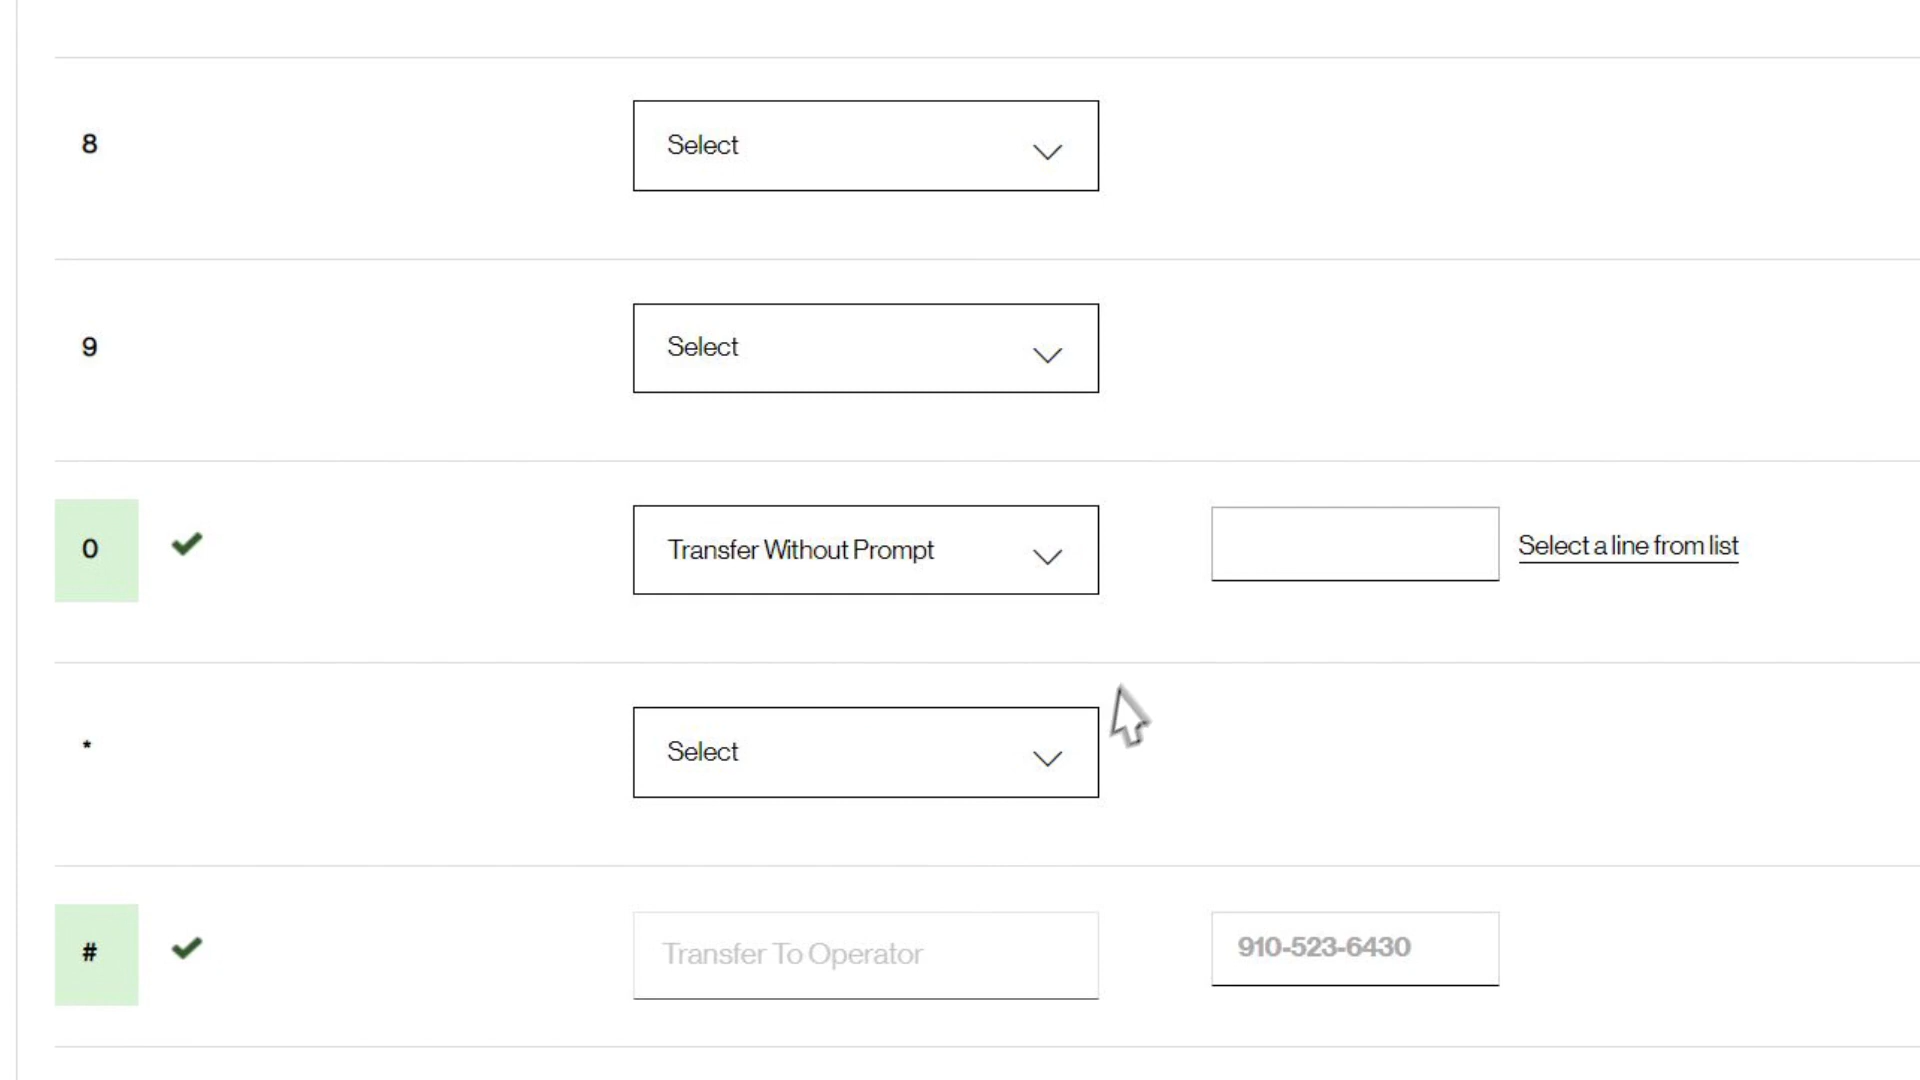 8 Select
9 Select
0 Transfer Without Prompt Select a line from list
* Select
# Transfer To Operator 910-523-6430